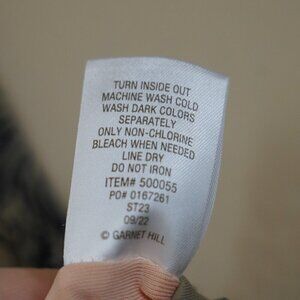 TURN INSIDE OUT
MACHINE WASH COLD
WASH DARK COLORS
SEPARATELY
ONLY NON-CHLORINE
BLEACH WHEN NEEDED
LINE DRY
DO NOT IRON
ITEM# 500055
PO# 0167261
ST23
09/22
© GARNET HILL